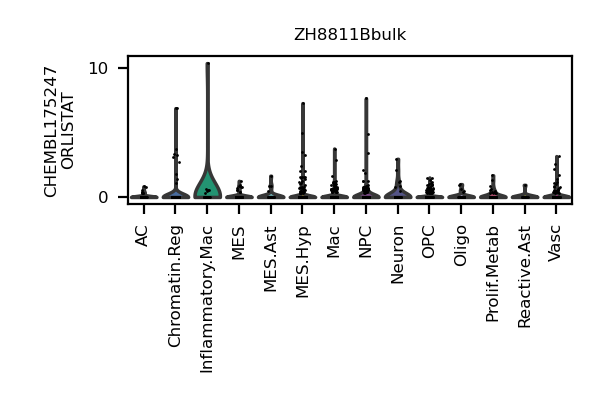 ZH8811Bbulk
CHEMBL175247
ORLISTAT
10
0
AC
Chromatin.Reg
Inflammatory.Mac
MES
MES.Ast
MES.Hyp
Mac
NPC
Neuron
OPC
Oligo
Prolif.Metab
Reactive.Ast
Vasc